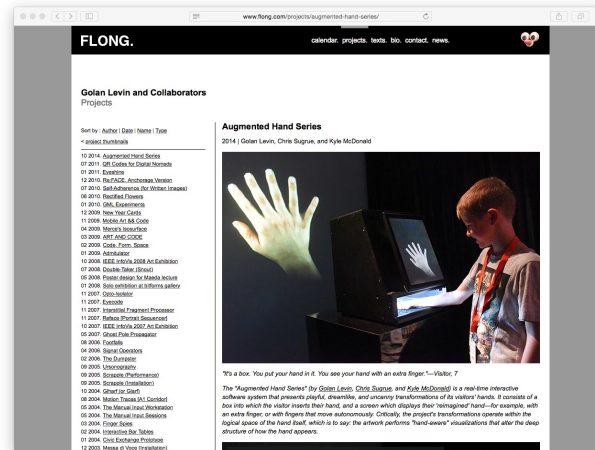 www.flong.com/projects/augmented-hand-series/
FLONG.
calendar. projects. texts. bio. contact. news.
Golan Levin and Collaborators
Projects
Sort by : Author | Date | Name | Type
< project thumbnails
10 2014. Augmented Hand Series
07 2011. QR Codes for Digital Nomads
01 2011. Eyeshine
12 2010. Re:FACE, Anchorage Version
07 2010. Self-Adherence (for Written Images)
06 2010. Rectified Flowers
01 2010. GML Experiments
12 2009. New Year Cards
11 2009. Mobile Art && Code
04 2009. Merce's Isosurface
03 2009. ART AND CODE
02 2009. Code, Form, Space
01 2009. Admitulator
10 2008. IEEE InfoVis 2008 Art Exhibition
07 2008. Double-Taker (Snout)
05 2008. Poster design for Maeda lecture
01 2008. Solo exhibition at bitforms gallery
11 2007. Opto-Isolator
11 2007. Eyecode
11 2007. Interstitial Fragment Processor
11 2007. Reface [Portrait Sequencer]
10 2007. IEEE InfoVis 2007 Art Exhibition
05 2007. Ghost Pole Propagator
08 2006. Footfalls
04 2006. Signal Operators
02 2006. The Dumpster
09 2005. Ursonography
09 2005. Scrapple (Performance)
09 2005. Scrapple (Installation)
10 2004. Gharf (or Glarf)
08 2004. Motion Traces [A1 Corridor]
05 2004. The Manual Input Workstation
05 2004. The Manual Input Sessions
03 2004. Finger Spies
02 2004. Interactive Bar Tables
01 2004. Civic Exchange Prototype
12 2003. Messa di Voce (Installation)
Augmented Hand Series
2014 | Golan Levin, Chris Sugrue, and Kyle McDonald
"It's a box. You put your hand in it. You see your hand with an extra finger."—Visitor, 7
The "Augmented Hand Series" (by Golan Levin, Chris Sugrue, and Kyle McDonald) is a real-time interactive
software system that presents playful, dreamlike, and uncanny transformations of its visitors' hands. It consists of a
box into which the visitor inserts their hand, and a screen which displays their 'reimagined' hand—for example, with
an extra finger, or with fingers that move autonomously. Critically, the project's transformations operate within the
logical space of the hand itself, which is to say: the artwork performs "hand-aware" visualizations that alter the deep
structure of how the hand appears.